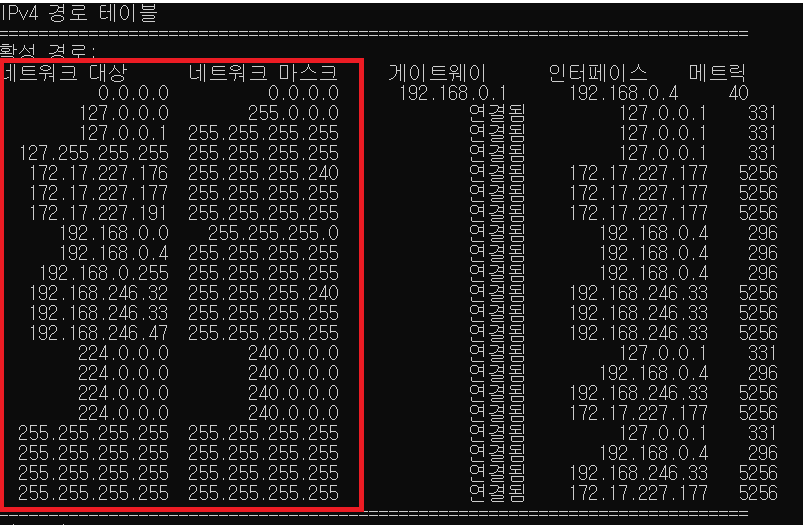 IPv4 경로 테이블
===========================================================================
활성 경로:
네트워크 대상 네트워크 마스크 게이트웨이 인터페이스 메트릭
0.0.0.0 0.0.0.0 192.168.0.1 192.168.0.4 40
127.0.0.0 255.0.0.0 연결됨 127.0.0.1 331
127.0.0.1 255.255.255.255 연결됨 127.0.0.1 331
127.255.255.255 255.255.255.255 연결됨 127.0.0.1 331
172.17.227.176 255.255.255.240 연결됨 172.17.227.177 5256
172.17.227.177 255.255.255.255 연결됨 172.17.227.177 5256
172.17.227.191 255.255.255.255 연결됨 172.17.227.177 5256
192.168.0.0 255.255.255.0 연결됨 192.168.0.4 296
192.168.0.4 255.255.255.255 연결됨 192.168.0.4 296
192.168.0.255 255.255.255.255 연결됨 192.168.0.4 296
192.168.246.32 255.255.255.240 연결됨 192.168.246.33 5256
192.168.246.33 255.255.255.255 연결됨 192.168.246.33 5256
192.168.246.47 255.255.255.255 연결됨 192.168.246.33 5256
224.0.0.0 240.0.0.0 연결됨 127.0.0.1 331
224.0.0.0 240.0.0.0 연결됨 192.168.0.4 296
224.0.0.0 240.0.0.0 연결됨 192.168.246.33 5256
224.0.0.0 240.0.0.0 연결됨 172.17.227.177 5256
255.255.255.255 255.255.255.255 연결됨 127.0.0.1 331
255.255.255.255 255.255.255.255 연결됨 192.168.0.4 296
255.255.255.255 255.255.255.255 연결됨 192.168.246.33 5256
255.255.255.255 255.255.255.255 연결됨 172.17.227.177 5256
===========================================================================